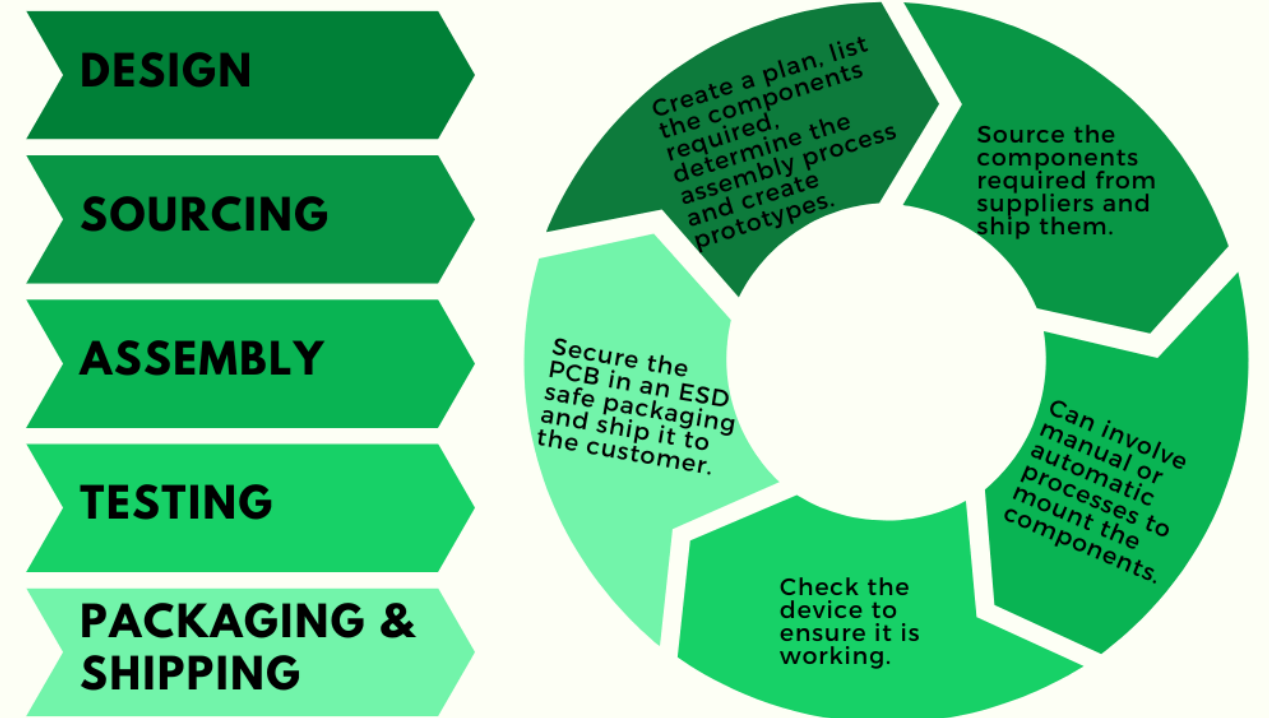 DESIGN
SOURCING
ASSEMBLY
TESTING
PACKAGING &
SHIPPING
Create a plan, list
the components
required,
determine the
assembly process
and create
prototypes.
Source the
components
required from
suppliers and
ship them.
Can involve
manual or
automatic
processes to
mount the
components.
Check the
device to
ensure it is
working.
Secure the
PCB in an ESD
safe packaging
and ship it to
the customer.